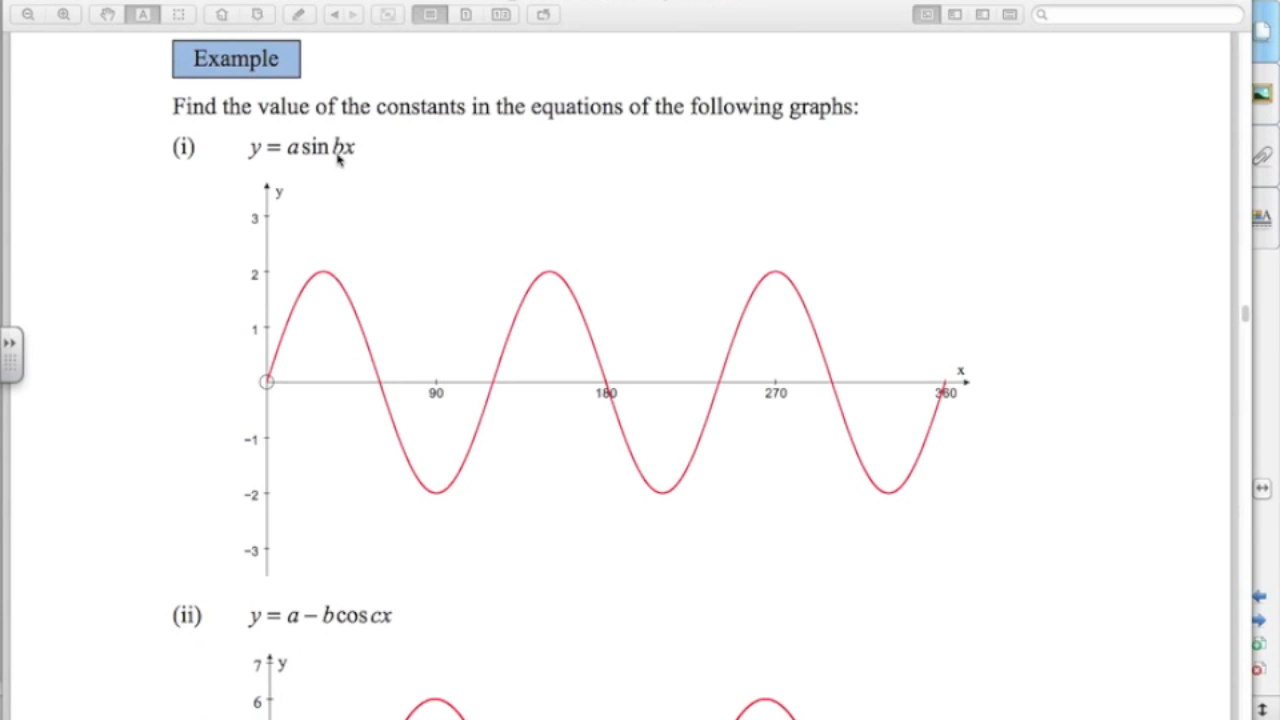 Example
Find the value of the constants in the equations of the following graphs:
(i) y = a sin bx
y
3
2
1
x
90 180 270 360
−1
−2
−3
(ii) y = a − b cos cx
7 y
6